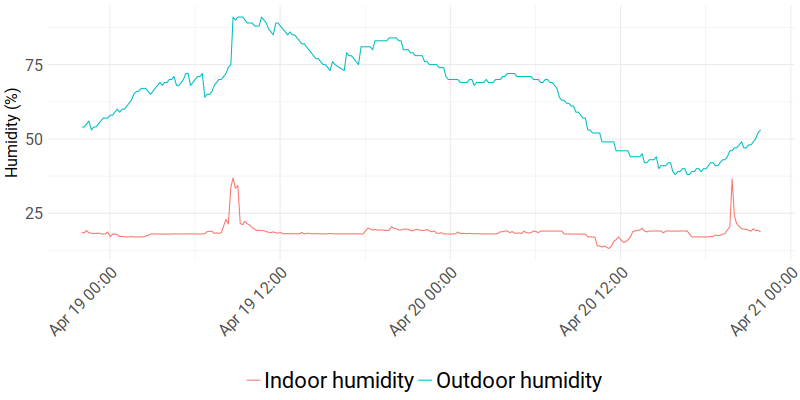 Humidity (%)
75
50
25
Apr 19 00:00
Apr 19 12:00
Apr 20 00:00
Apr 20 12:00
Apr 21 00:00
Indoor humidity
Outdoor humidity